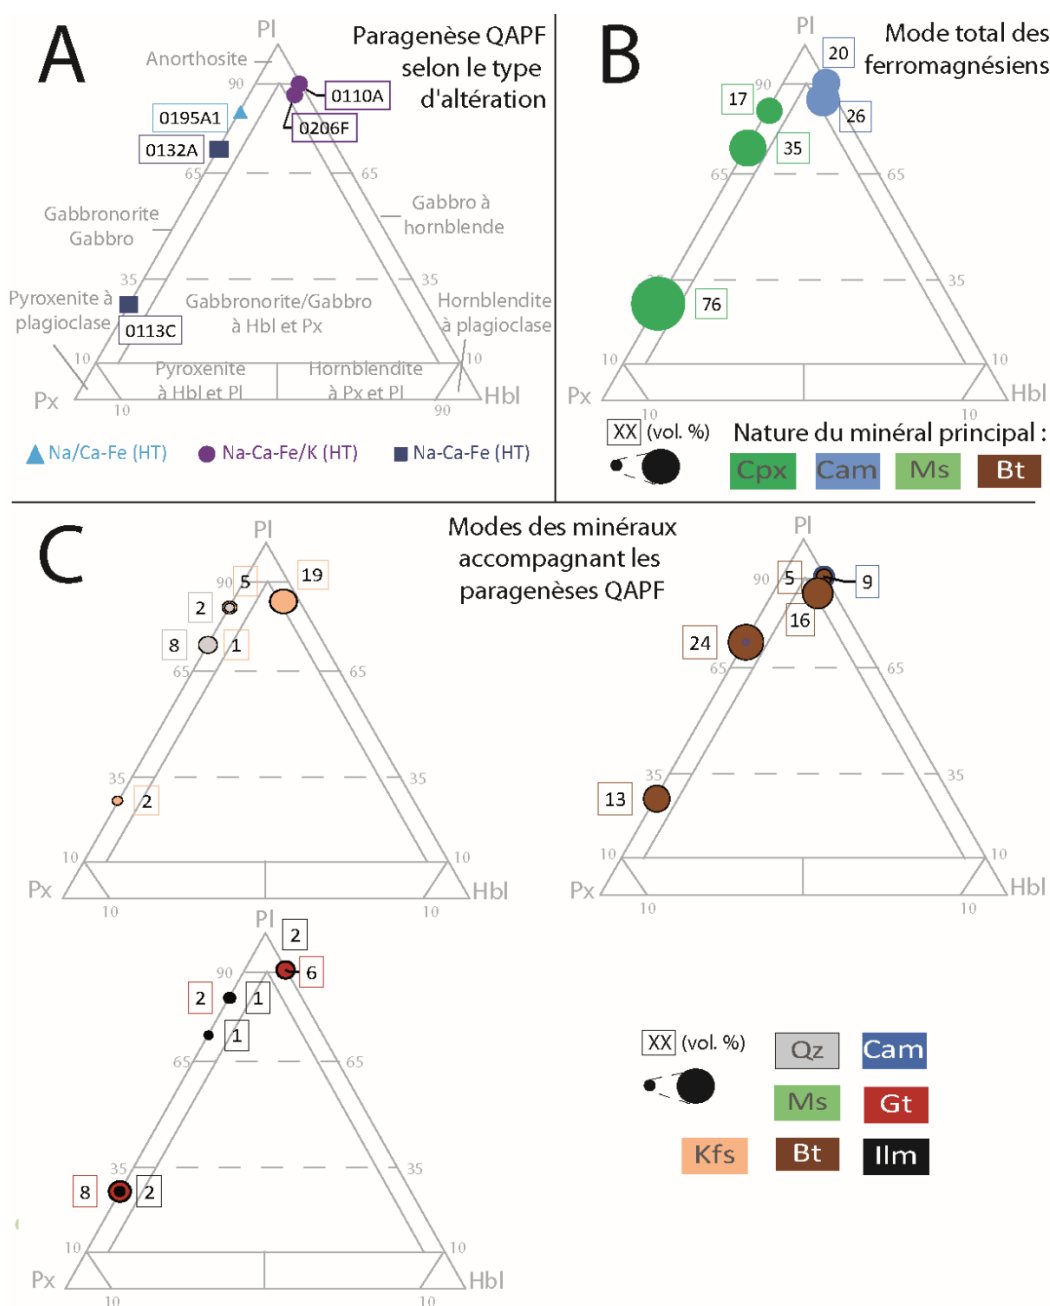 A
Pl
Paragenèse QAPF
selon le type
d'altération
Anorthosite
90
0195A1
0132A
0110A
0206F
65
65
Gabbronorite
Gabbro
Gabbro à
hornblende
35
35
Pyroxenite à
plagioclase
0113C
Gabbronorite/Gabbro
à Hbl et Px
Hornblendite
à plagioclase
10
10
Pyroxenite
à Hbl et Pl
Hornblendite
à Px et Pl
Px
10
90
Hbl
Na/Ca-Fe (HT)
Na-Ca-Fe/K (HT)
Na-Ca-Fe (HT)
B
Pl
Mode total des
ferromagnésiens
20
90
17
26
35
65
65
35
35
76
10
10
Px
10
10
Hbl
XX (vol. %)
Nature du minéral principal :
Cpx
Cam
Ms
Bt
C
Modes des minéraux
accompagnant les
paragenèses QAPF
Pl
90
5
19
2
8
1
65
65
35
35
2
10
10
Px
10
10
Hbl
Pl
90
5
9
16
24
65
65
35
35
13
10
10
Px
10
10
Hbl
Pl
2
90
6
2
1
1
65
65
35
35
8
2
10
10
Px
10
10
Hbl
XX (vol. %)
Qz
Cam
Ms
Gt
Kfs
Bt
Ilm